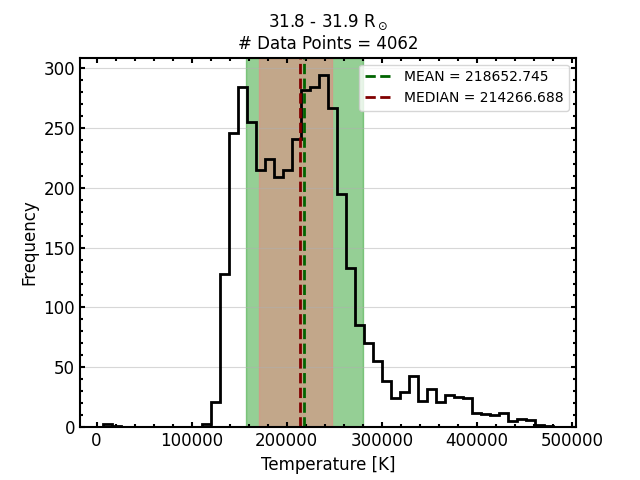 31.8 - 31.9 R⊙
# Data Points = 4062
MEAN = 218652.745
MEDIAN = 214266.688
300
250
200
150
100
50
0
Frequency
0 100000 200000 300000 400000 500000
Temperature [K]